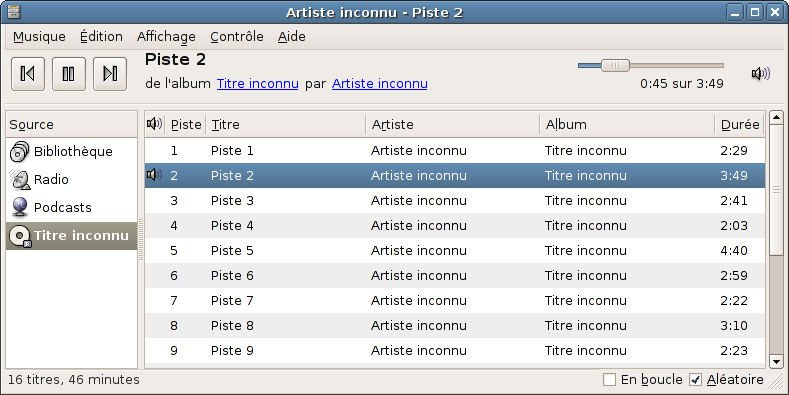 Artiste inconnu - Piste 2
Musique Édition Affichage Contrôle Aide
Piste 2
de l'album Titre inconnu par Artiste inconnu
0:45 sur 3:49
Source
Bibliothèque
Radio
Podcasts
Titre inconnu
Piste Titre Artiste Album Durée
1 Piste 1 Artiste inconnu Titre inconnu 2:29
2 Piste 2 Artiste inconnu Titre inconnu 3:49
3 Piste 3 Artiste inconnu Titre inconnu 2:41
4 Piste 4 Artiste inconnu Titre inconnu 2:03
5 Piste 5 Artiste inconnu Titre inconnu 4:40
6 Piste 6 Artiste inconnu Titre inconnu 2:59
7 Piste 7 Artiste inconnu Titre inconnu 2:22
8 Piste 8 Artiste inconnu Titre inconnu 3:10
9 Piste 9 Artiste inconnu Titre inconnu 2:23
16 titres, 46 minutes
En boucle Aléatoire